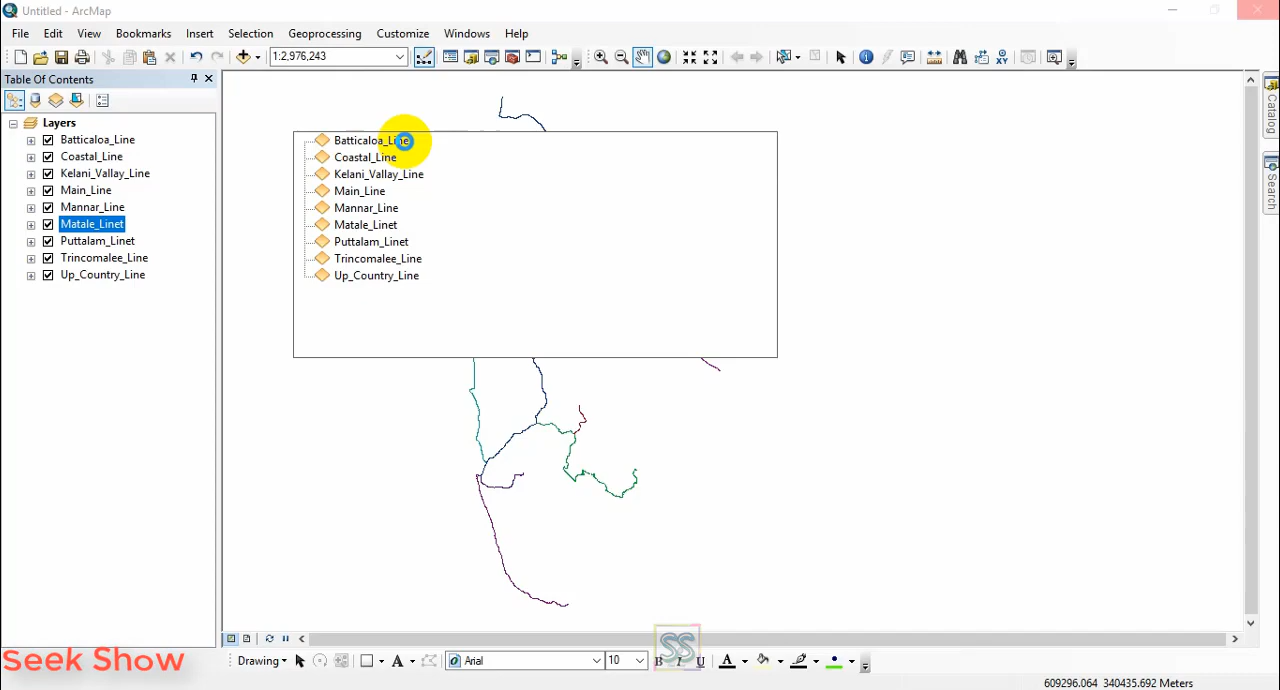 Untitled - ArcMap
File Edit View Bookmarks Insert Selection Geoprocessing Customize Windows Help
1:2,976,243
Table Of Contents
Layers
Batticaloa_Line
Coastal_Line
Kelani_Vallay_Line
Main_Line
Mannar_Line
Matale_Linet
Puttalam_Linet
Trincomalee_Line
Up_Country_Line
Batticaloa_Line
Coastal_Line
Kelani_Vallay_Line
Main_Line
Mannar_Line
Matale_Linet
Puttalam_Linet
Trincomalee_Line
Up_Country_Line
Catalog
Search
Seek Show
SS
Drawing A Arial 10 B I U A
609296.064 340435.692 Meters